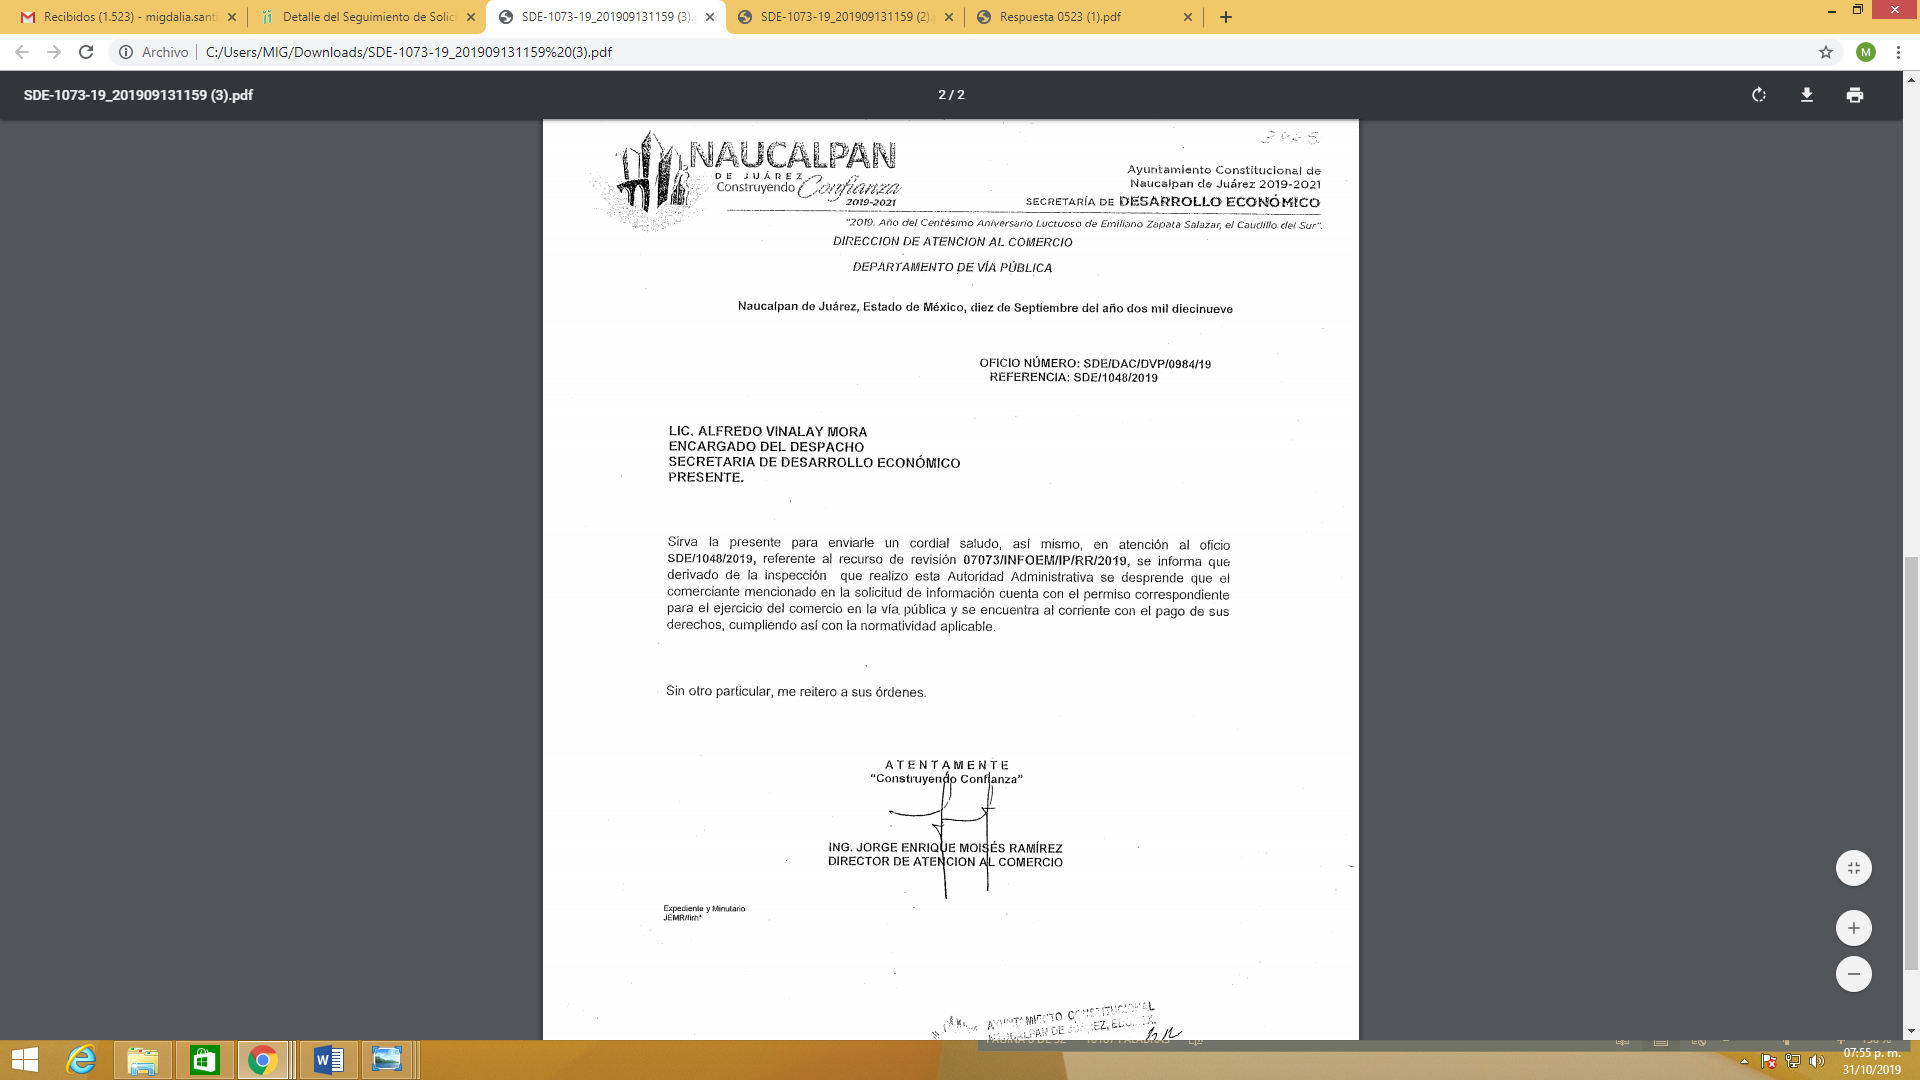 Recibidos (1.523) - migdalia.sant
Detalle del Seguimiento de Solici
SDE-1073-19_201909131159 (3).
SDE-1073-19_201909131159 (2).
Respuesta 0523 (1).pdf
Archivo
C:/Users/MIG/Downloads/SDE-1073-19_201909131159%20(3).pdf
M
SDE-1073-19_201909131159 (3).pdf
2 / 2
NAUCALPAN
DE JUÁREZ
Construyendo Confianza
2019-2021
Ayuntamiento Constitucional de
Naucalpan de Juárez 2019-2021
SECRETARÍA DE DESARROLLO ECONÓMICO
"2019. Año del Centésimo Aniversario Luctuoso de Emiliano Zapata Salazar, el Caudillo del Sur".
DIRECCION DE ATENCION AL COMERCIO
DEPARTAMENTO DE VÍA PÚBLICA
Naucalpan de Juárez, Estado de México, diez de Septiembre del año dos mil diecinueve
OFICIO NÚMERO: SDE/DAC/DVP/0984/19
REFERENCIA: SDE/1048/2019
LIC. ALFREDO VINALAY MORA
ENCARGADO DEL DESPACHO
SECRETARIA DE DESARROLLO ECONÓMICO
PRESENTE.
Sirva la presente para enviarle un cordial saludo, así mismo, en atención al oficio
SDE/1048/2019, referente al recurso de revisión 07073/INFOEM/IP/RR/2019, se informa que
derivado de la inspección que realizo esta Autoridad Administrativa se desprende que el
comerciante mencionado en la solicitud de información cuenta con el permiso correspondiente
para el ejercicio del comercio en la vía pública y se encuentra al corriente con el pago de sus
derechos, cumpliendo así con la normatividad aplicable.
Sin otro particular, me reitero a sus órdenes.
ATENTAMENTE
"Construyendo Confianza"
ING. JORGE ENRIQUE MOISÉS RAMÍREZ
DIRECTOR DE ATENCION AL COMERCIO
Expediente y Minutario
AYUNTAMIENTO CONSTITUCIONAL
NAUCALPAN DE JUÁREZ, EDOMEX.
07:55 p. m.
31/10/2019